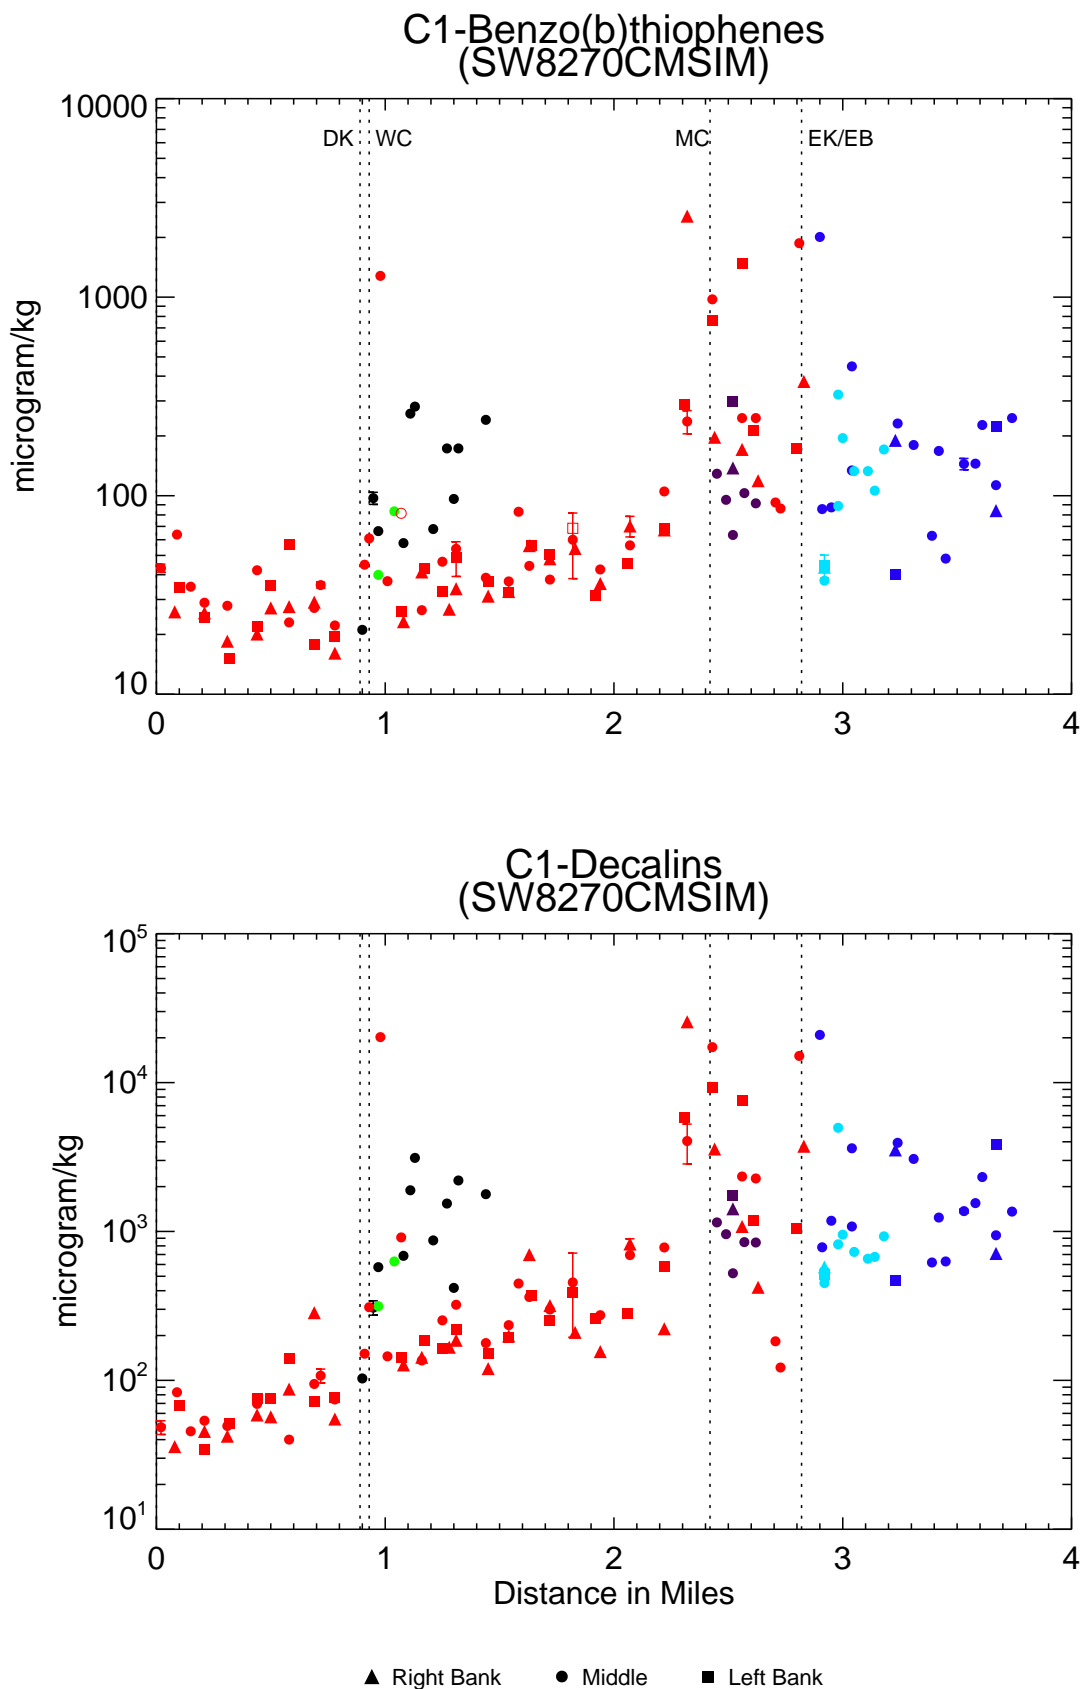 C1-Benzo(b)thiophenes
(SW8270CMSIM)
10000
1000
100
10
microgram/kg
DK
WC
MC
EK/EB
0 1 2 3 4
C1-Decalins
(SW8270CMSIM)
10^5
10^4
10^3
10^2
10^1
microgram/kg
0 1 2 3 4
Distance in Miles
Right Bank Middle Left Bank